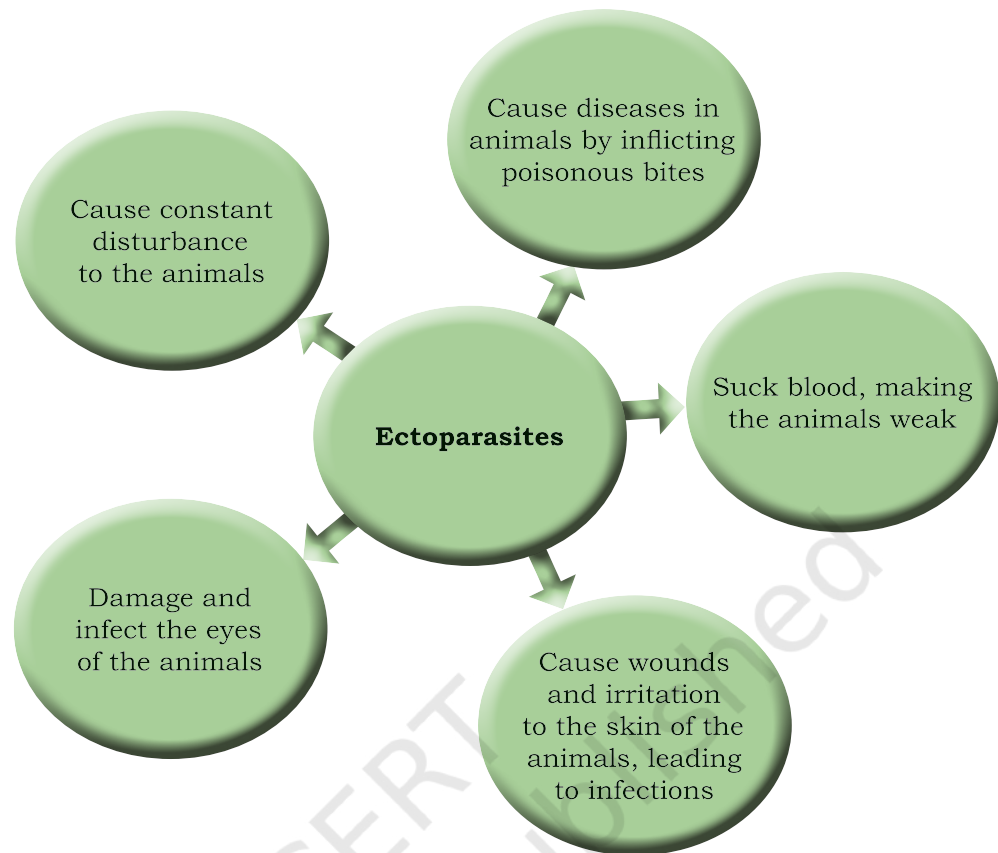 Cause diseases in
animals by inflicting
poisonous bites
Cause constant
disturbance
to the animals
Suck blood, making
the animals weak
Ectoparasites
Damage and
infect the eyes
of the animals
Cause wounds
and irritation
to the skin of the
animals, leading
to infections